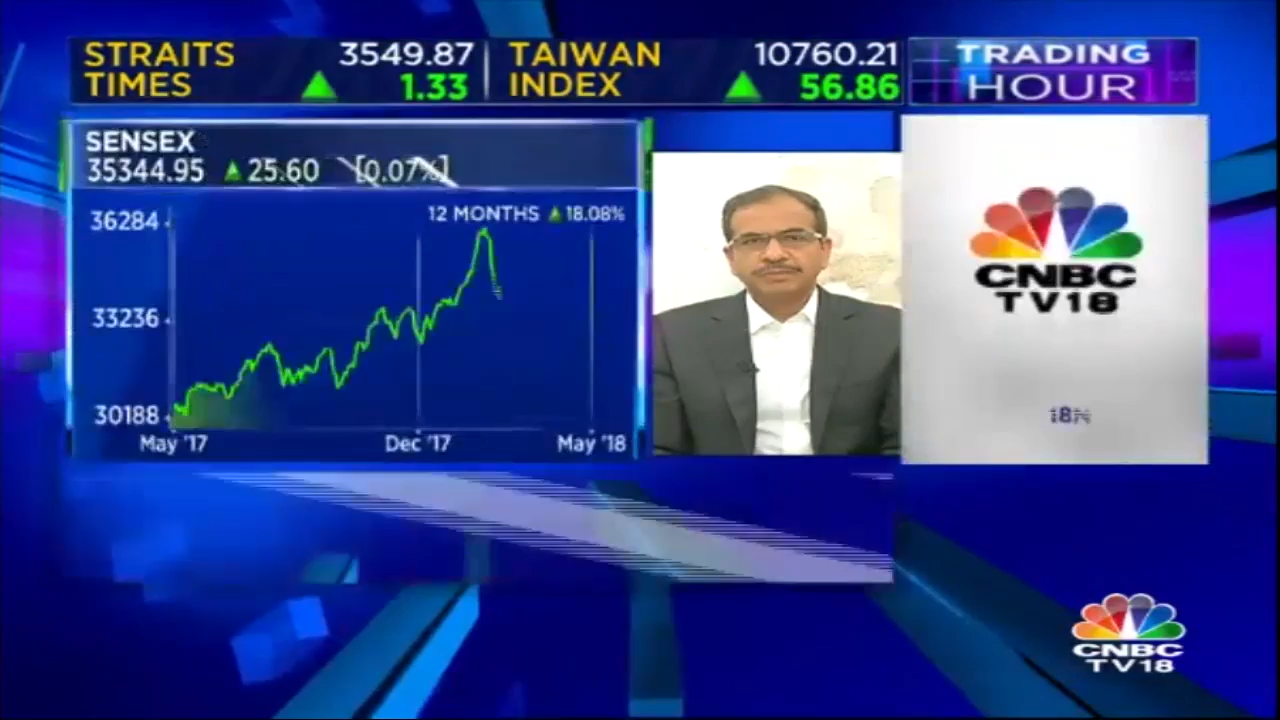 STRAITS TIMES
3549.87
1.33
TAIWAN INDEX
10760.21
56.86
TRADING HOUR
SENSEX
35344.95 ▲ 25.60 [0.07%]
12 MONTHS ▲ 18.08%
36284
33236
30188
May '17
Dec '17
May '18
CNBC
TV18
CNBC
TV18